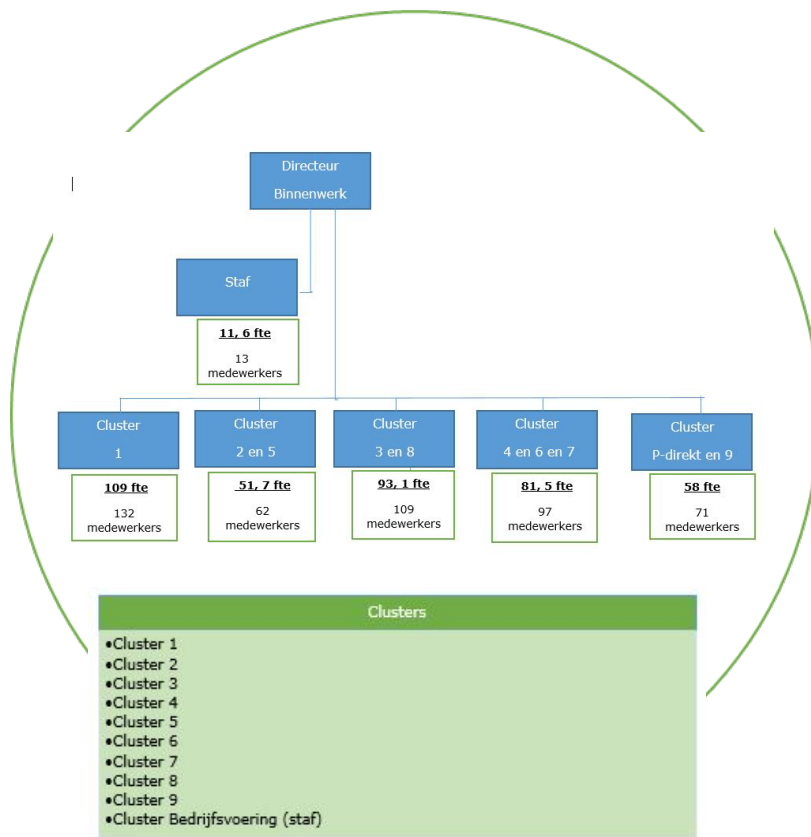 Directeur
Binnenwerk
Staf
11, 6 fte
13
medewerkers
Cluster
1
109 fte
132
medewerkers
Cluster
2 en 5
51, 7 fte
62
medewerkers
Cluster
3 en 8
93, 1 fte
109
medewerkers
Cluster
4 en 6 en 7
81, 5 fte
97
medewerkers
Cluster
P-direkt en 9
58 fte
71
medewerkers
Clusters
•Cluster 1
•Cluster 2
•Cluster 3
•Cluster 4
•Cluster 5
•Cluster 6
•Cluster 7
•Cluster 8
•Cluster 9
•Cluster Bedrijfsvoering (staf)